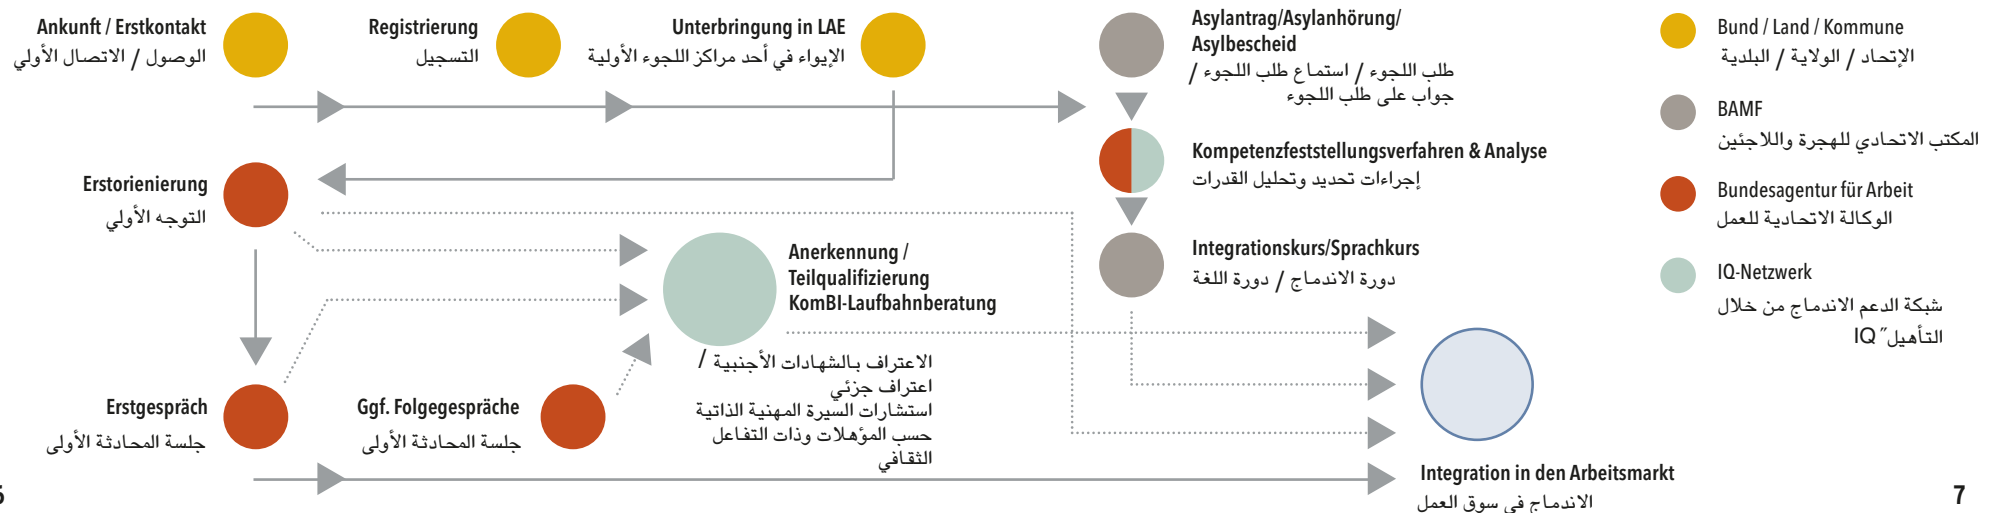 Ankunft / Erstkontakt
الوصول / الاتصال الأولي
Registrierung
التسجيل
Unterbringung in LAE
الإيواء في أحد مراكز اللجوء الأولية
Asylantrag/Asylanhörung/
Asylbescheid
طلب اللجوء / استماع طلب اللجوء /
جواب على طلب اللجوء
Kompetenzfeststellungsverfahren & Analyse
إجراءات تحديد وتحليل القدرات
Erstorienierung
التوجه الأولي
Anerkennung /
Teilqualifizierung
KomBI-Laufbahnberatung
الاعتراف بالشهادات الأجنبية /
اعتراف جزئي
استشارات السيرة المهنية الذاتية
حسب المؤهلات وذات التفاعل
الثقافي
Integrationskurs/Sprachkurs
دورة الاندماج / دورة اللغة
Erstgespräch
جلسة المحادثة الأولى
Ggf. Folgegespräche
جلسة المحادثة الأولى
Integration in den Arbeitsmarkt
الاندماج في سوق العمل
Bund / Land / Kommune
الإتحاد / الولاية / البلدية
BAMF
المكتب الاتحادي للهجرة واللاجئين
Bundesagentur für Arbeit
الوكالة الاتحادية للعمل
IQ-Netzwerk
شبكة الدعم الاندماج من خلال
التأهيل ̋ IQ
7